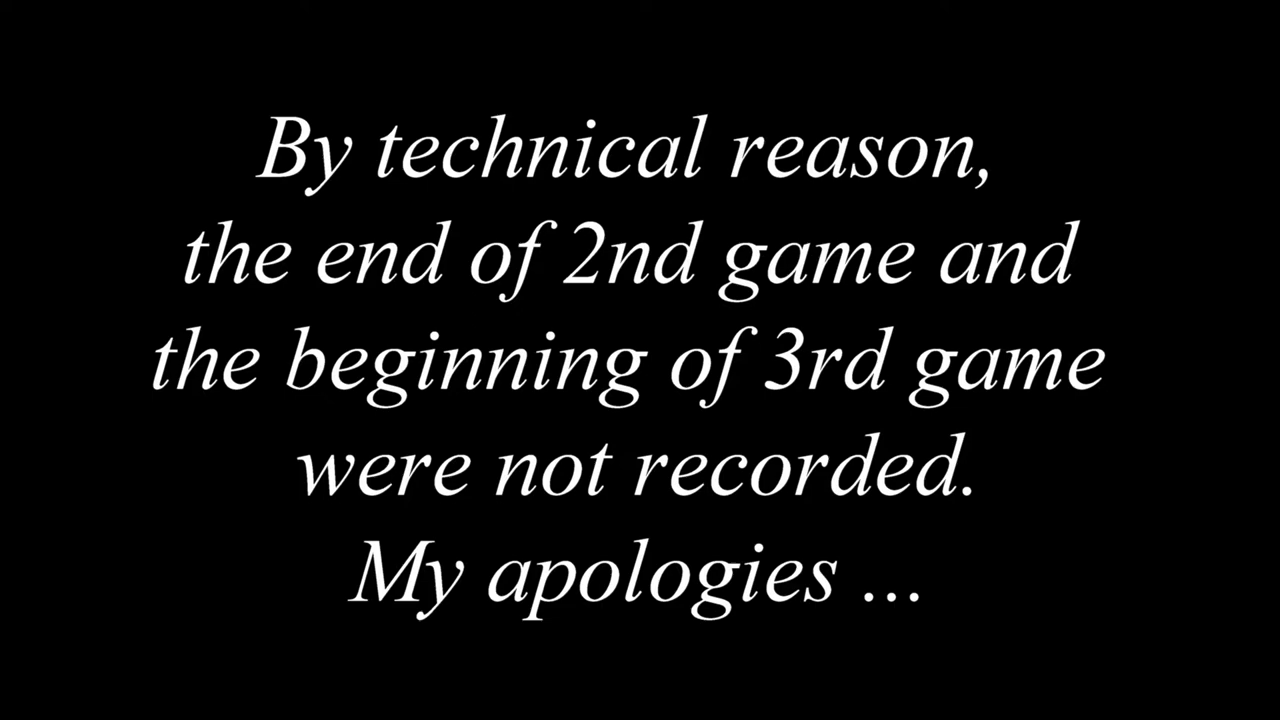 By technical reason,
the end of 2nd game and
the beginning of 3rd game
were not recorded.
My apologies ...